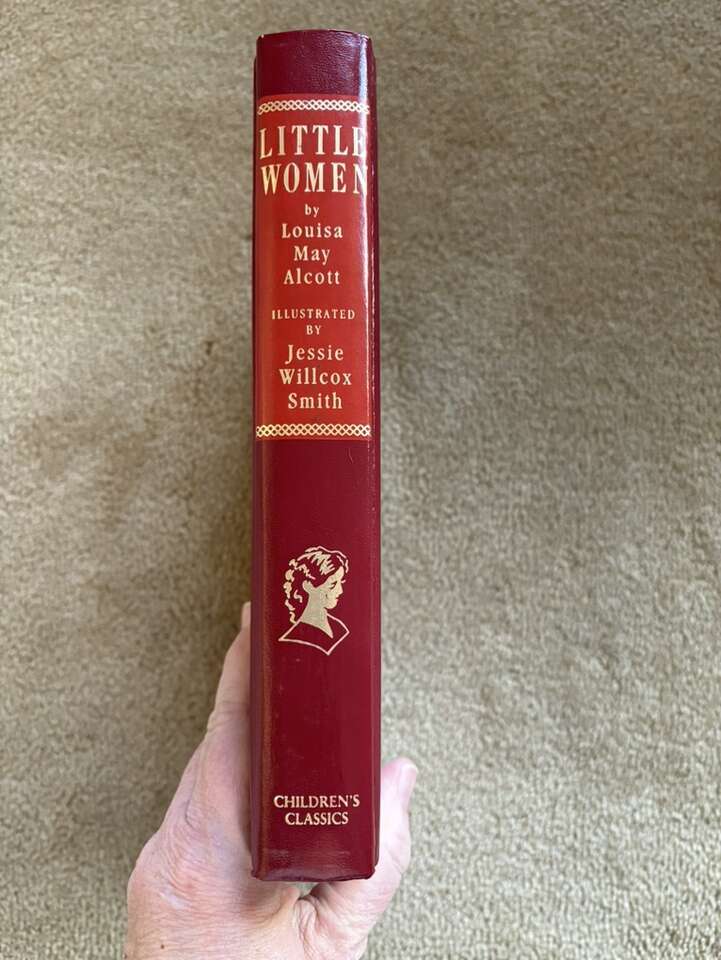 LITTLE
WOMEN
by
Louisa
May
Alcott
ILLUSTRATED
BY
Jessie
Willcox
Smith
CHILDREN'S
CLASSICS